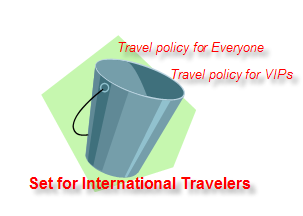 Travel policy for Everyone
Travel policy for VIPs
Set for International Travelers